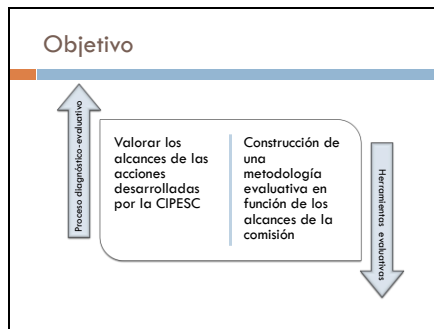 Objetivo
Proceso diagnóstico-evaluativo
Valorar los
alcances de las
acciones
desarrolladas
por la CIPESC
Construcción de
una
metodología
evaluativa en
función de los
alcances de la
comisión
Herramientas evaluativas